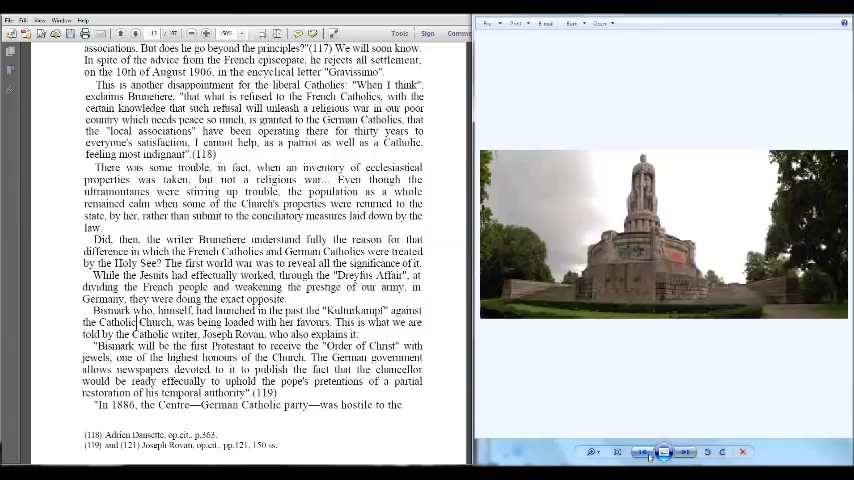 File Edit View Window Help
113 / 197
150%
Tools Sign Comme
associations. But does he go beyond the principles?"(117) We will soon know.
In spite of the advice from the French episcopate, he rejects all settlement,
on the 10th of August 1906, in the encyclical letter "Gravissimo".
This is another disappointment for the liberal Catholics: "When I think",
exclaims Brunetiere, "that what is refused to the French Catholics, with the
certain knowledge that such refusal will unleash a religious war in our poor
country which needs peace so much, is granted to the German Catholics, that
the "local associations" have been operating there for thirty years to
everyone's satisfaction, I cannot help, as a patriot as well as a Catholic,
feeling most indignant".(118)
There was some trouble, in fact, when an inventory of ecclesiastical
properties was taken, but not a religious war... Even though the
ultramontanes were stirring up trouble, the population as a whole
remained calm when some of the Church's properties were returned to the
state, by her, rather than submit to the conciliatory measures laid down by the
law.
Did, then, the writer Brunetiere understand fully the reason for that
difference in which the French Catholics and German Catholics were treated
by the Holy See? The first world war was to reveal all the significance of it.
While the Jesuits had effectually worked, through the "Dreyfus Affair", at
dividing the French people and weakening the prestige of our army, in
Germany, they were doing the exact opposite.
Bismark who, himself, had launched in the past the "Kulturkampf" against
the Catholic Church, was being loaded with her favours. This is what we are
told by the Catholic writer, Joseph Rovan, who also explains it:
"Bismark will be the first Protestant to receive the "Order of Christ" with
jewels, one of the highest honours of the Church. The German government
allows newspapers devoted to it to publish the fact that the chancellor
would be ready effecually to uphold the pope's pretentions of a partial
restoration of his temporal authority".(119)
"In 1886, the Centre—German Catholic party—was hostile to the
(118) Adrien Dansette, op.cit., p.363.
(119) and (121) Joseph Rovan, op.cit., pp.121, 150 ss.
File Print E-mail Burn Open